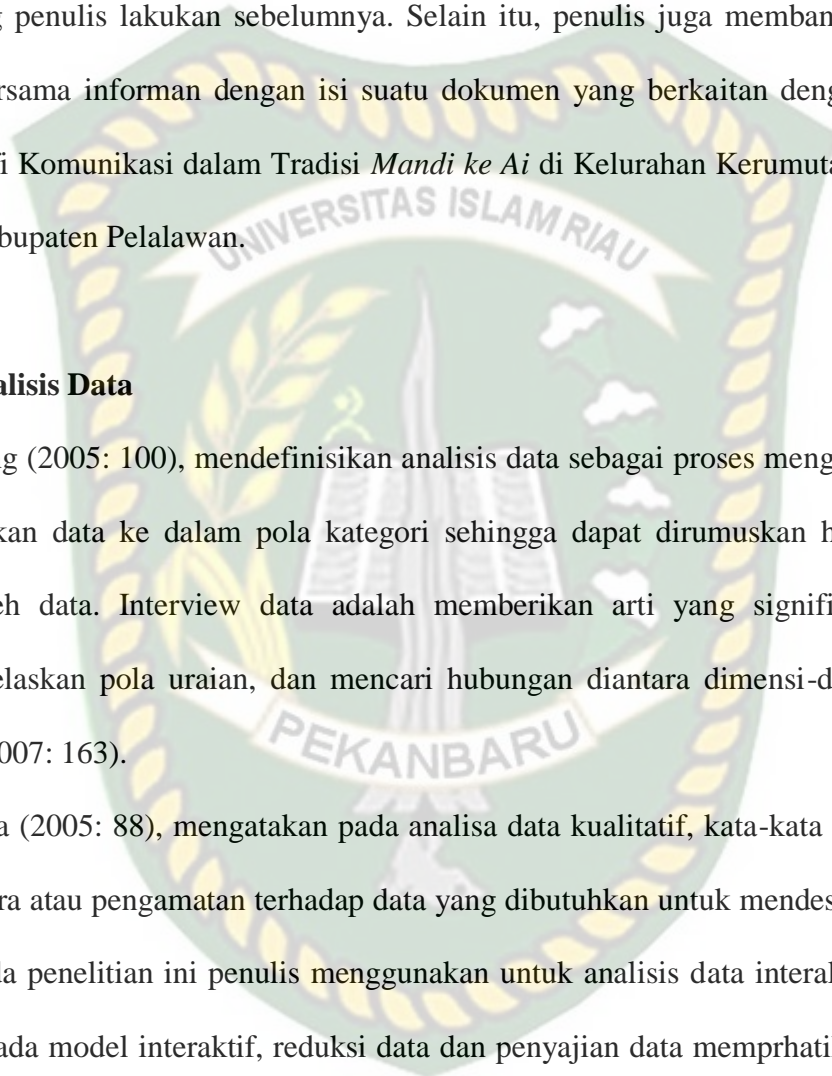 penulis lakukan sebelumnya. Selain itu, penulis juga memban
rsama informan dengan isi suatu dokumen yang berkaitan deng
i Komunikasi dalam Tradisi Mandi ke Ai di Kelurahan Kerumuta
bupaten Pelalawan.
UNIVERSITAS ISLAM RIAU
alisis Data
g (2005: 100), mendefinisikan analisis data sebagai proses meng
kan data ke dalam pola kategori sehingga dapat dirumuskan h
eh data. Interview data adalah memberikan arti yang signifi
elaskan pola uraian, dan mencari hubungan diantara dimensi-d
007: 163).
PEKANBARU
a (2005: 88), mengatakan pada analisa data kualitatif, kata-kata
ra atau pengamatan terhadap data yang dibutuhkan untuk mendes
da penelitian ini penulis menggunakan untuk analisis data interak
ada model interaktif, reduksi data dan penyajian data memprhatik